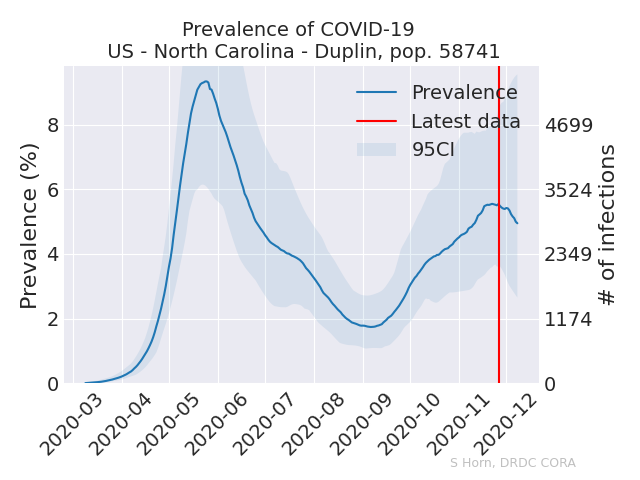 Prevalence of COVID-19
US - North Carolina - Duplin, pop. 58741
Prevalence
Latest data
95CI
Prevalence (%)
8
6
4
2
0
4699
3524
2349
1174
0
# of infections
2020-03
2020-04
2020-05
2020-06
2020-07
2020-08
2020-09
2020-10
2020-11
2020-12
S Horn, DRDC CORA